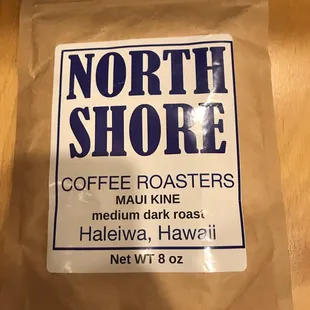 NORTH
SHORE
COFFEE ROASTERS
MAUI KINE
medium dark roast
Haleiwa, Hawaii
Net WT 8 oz